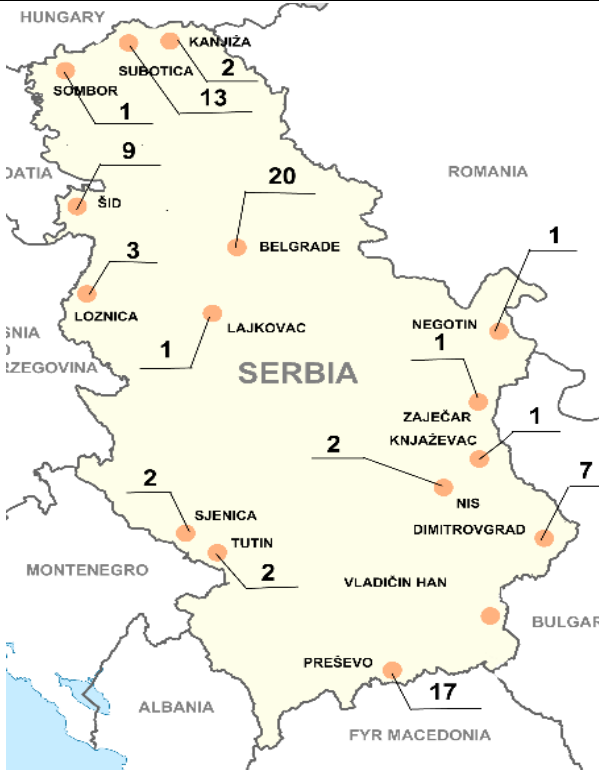 HUNGARY
KANJIŽA
SUBOTICA
2
SOMBOR
13
1
9
DATIA
20
ROMANIA
ŠID
3
BELGRADE
1
LOZNICA
LAJKOVAC
NEGOTIN
SNIA
RZEGOVINA
1
1
SERBIA
ZAJEČAR
1
KNJAŽEVAC
2
NIS
7
2
SJENICA
DIMITROVGRAD
TUTIN
MONTENEGRO
2
VLADIČIN HAN
BULGAR
PREŠEVO
17
ALBANIA
FYR MACEDONIA